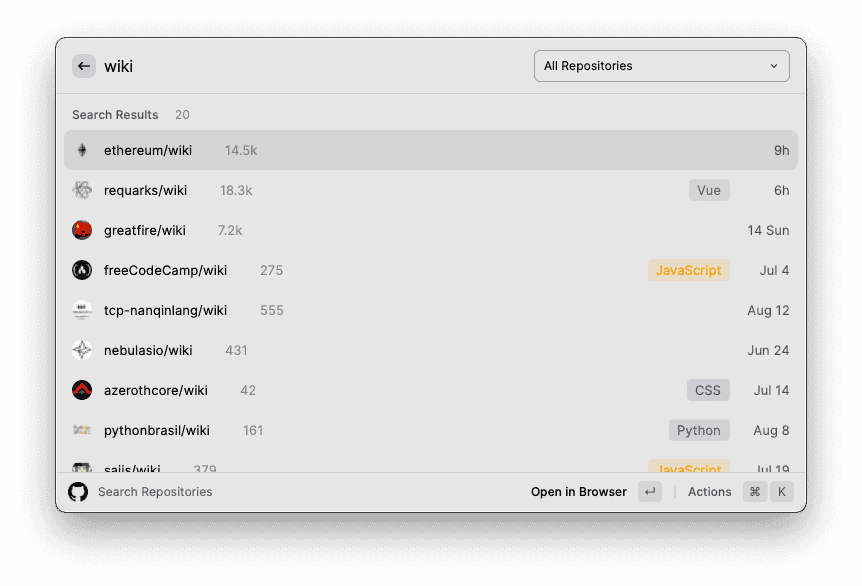 wiki All Repositories
Search Results 20
ethereum/wiki 14.5k 9h
requarks/wiki 18.3k Vue 6h
greatfire/wiki 7.2k 14 Sun
freeCodeCamp/wiki 275 JavaScript Jul 4
tcp-nanqinlang/wiki 555 Aug 12
nebulasio/wiki 431 Jun 24
azerothcore/wiki 42 CSS Jul 14
pythonbrasil/wiki 161 Python Aug 8
379 JavaScript Jul 19
Search Repositories Open in Browser ↵ | Actions ⌘ K